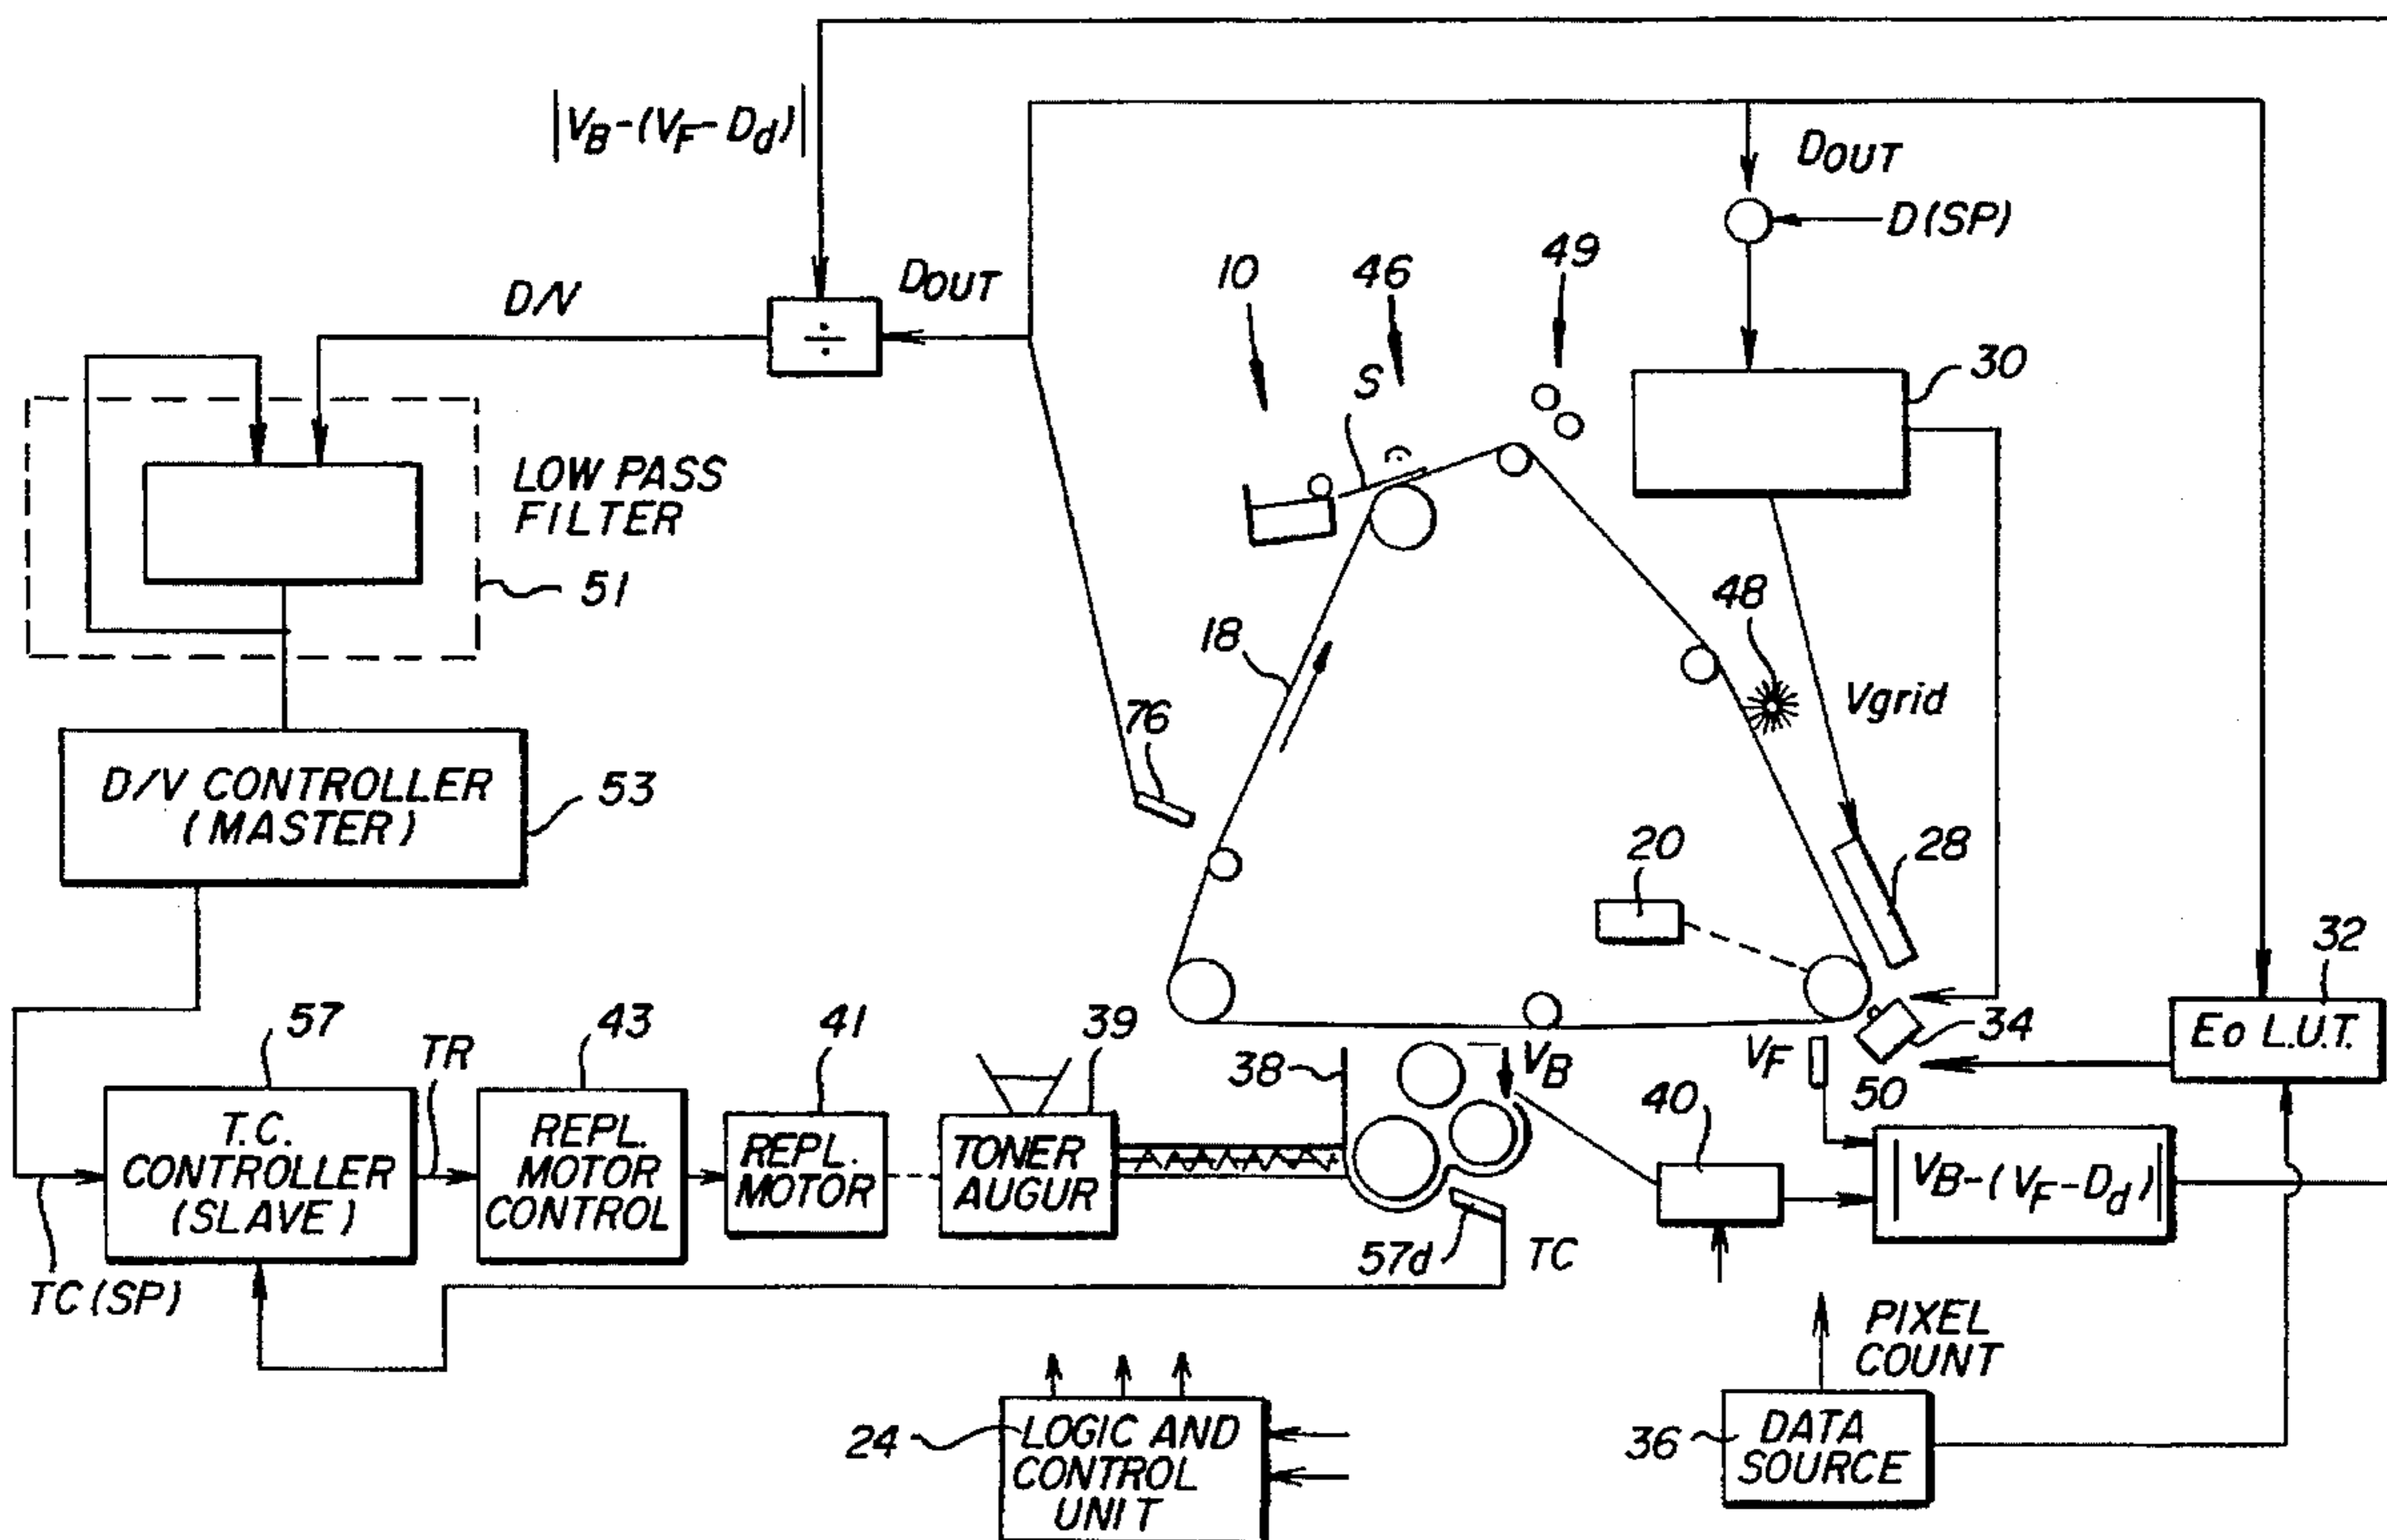 |VB-(VF-Dd)|
DOUT
D(SP)
D/V
DOUT
10
46
49
S
30
LOW PASS
FILTER
51
18
48
Vgrid
76
D/V CONTROLLER
(MASTER)
53
20
28
32
Eo L.U.T.
34
57
TR
43
41
39
38
VB
VF
50
40
T.C.
CONTROLLER
(SLAVE)
REPL.
MOTOR
CONTROL
REPL.
MOTOR
TONER
AUGUR
|VB-(VF-Dd)|
57d
TC
TC(SP)
PIXEL
COUNT
24
LOGIC AND
CONTROL
UNIT
36
DATA
SOURCE
÷